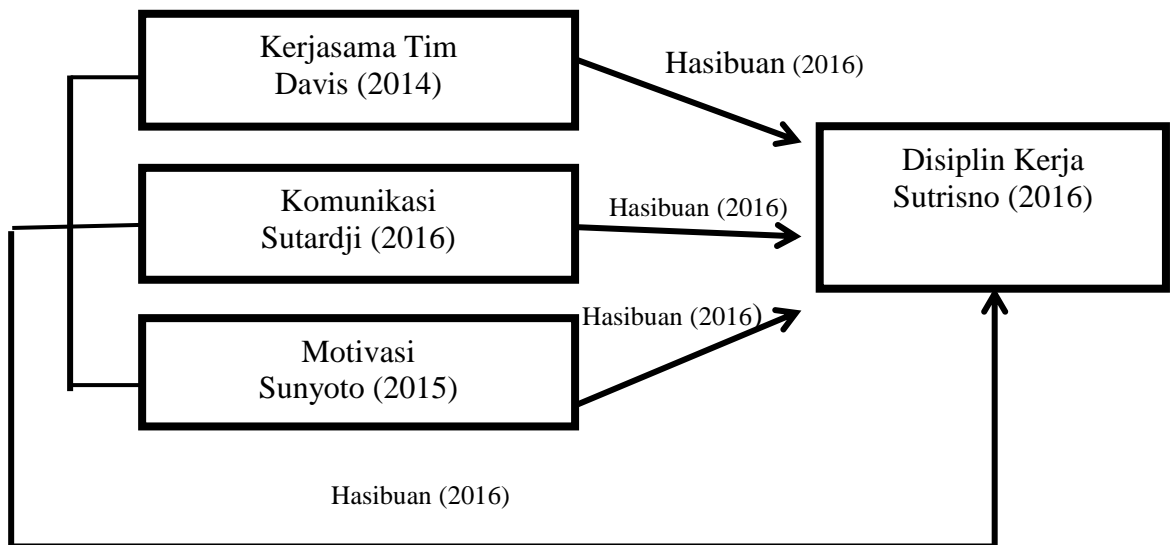 Kerjasama Tim
Davis (2014)
Hasibuan (2016)
Komunikasi
Sutardji (2016)
Hasibuan (2016)
Disiplin Kerja
Sutrisno (2016)
Motivasi
Sunyoto (2015)
Hasibuan (2016)
Hasibuan (2016)